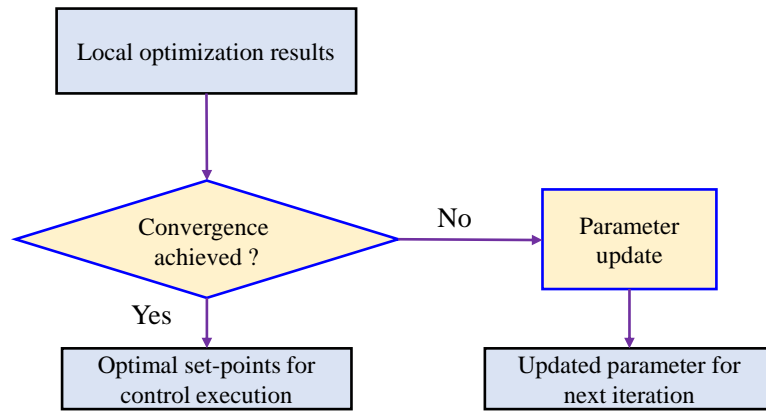 Local optimization results
Convergence
achieved ?
No
Parameter
update
Yes
Optimal set-points for
control execution
Updated parameter for
next iteration